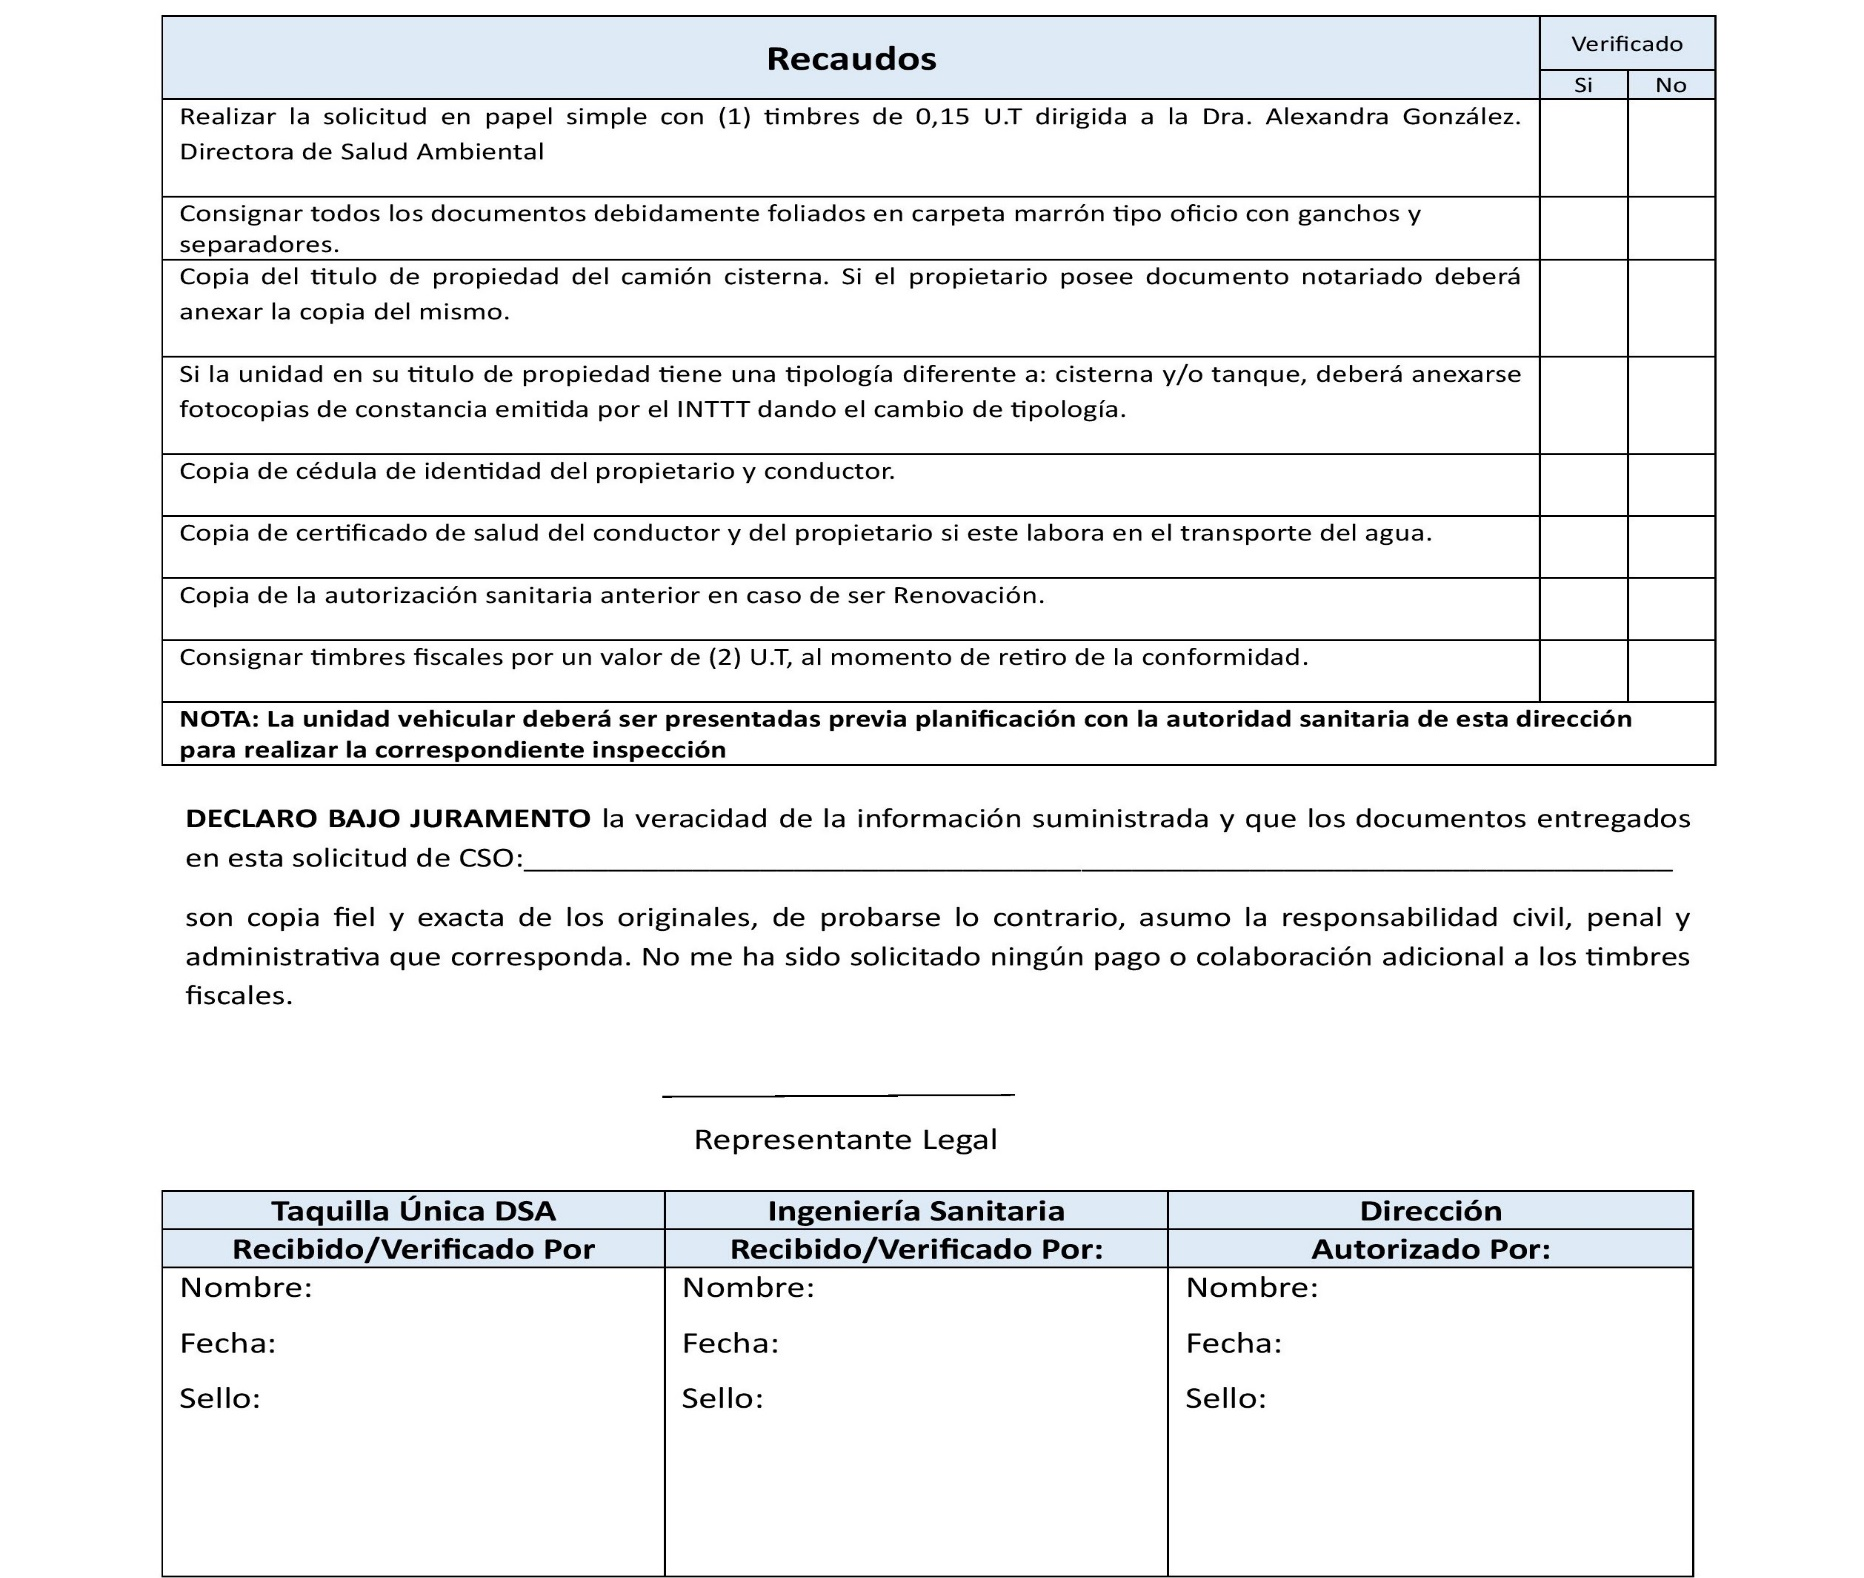 Recaudos
Verificado
Si No
Realizar la solicitud en papel simple con (1) timbres de 0,15 U.T dirigida a la Dra. Alexandra González.
Directora de Salud Ambiental
Consignar todos los documentos debidamente foliados en carpeta marrón tipo oficio con ganchos y
separadores.
Copia del titulo de propiedad del camión cisterna. Si el propietario posee documento notariado deberá
anexar la copia del mismo.
Si la unidad en su titulo de propiedad tiene una tipología diferente a: cisterna y/o tanque, deberá anexarse
fotocopias de constancia emitida por el INTTT dando el cambio de tipología.
Copia de cédula de identidad del propietario y conductor.
Copia de certificado de salud del conductor y del propietario si este labora en el transporte del agua.
Copia de la autorización sanitaria anterior en caso de ser Renovación.
Consignar timbres fiscales por un valor de (2) U.T, al momento de retiro de la conformidad.
NOTA: La unidad vehicular deberá ser presentadas previa planificación con la autoridad sanitaria de esta dirección
para realizar la correspondiente inspección
DECLARO BAJO JURAMENTO la veracidad de la información suministrada y que los documentos entregados
en esta solicitud de CSO:
son copia fiel y exacta de los originales, de probarse lo contrario, asumo la responsabilidad civil, penal y
administrativa que corresponda. No me ha sido solicitado ningún pago o colaboración adicional a los timbres
fiscales.
Representante Legal
Taquilla Única DSA Ingeniería Sanitaria Dirección
Recibido/Verificado Por Recibido/Verificado Por: Autorizado Por:
Nombre: Nombre: Nombre:
Fecha: Fecha: Fecha:
Sello: Sello: Sello: